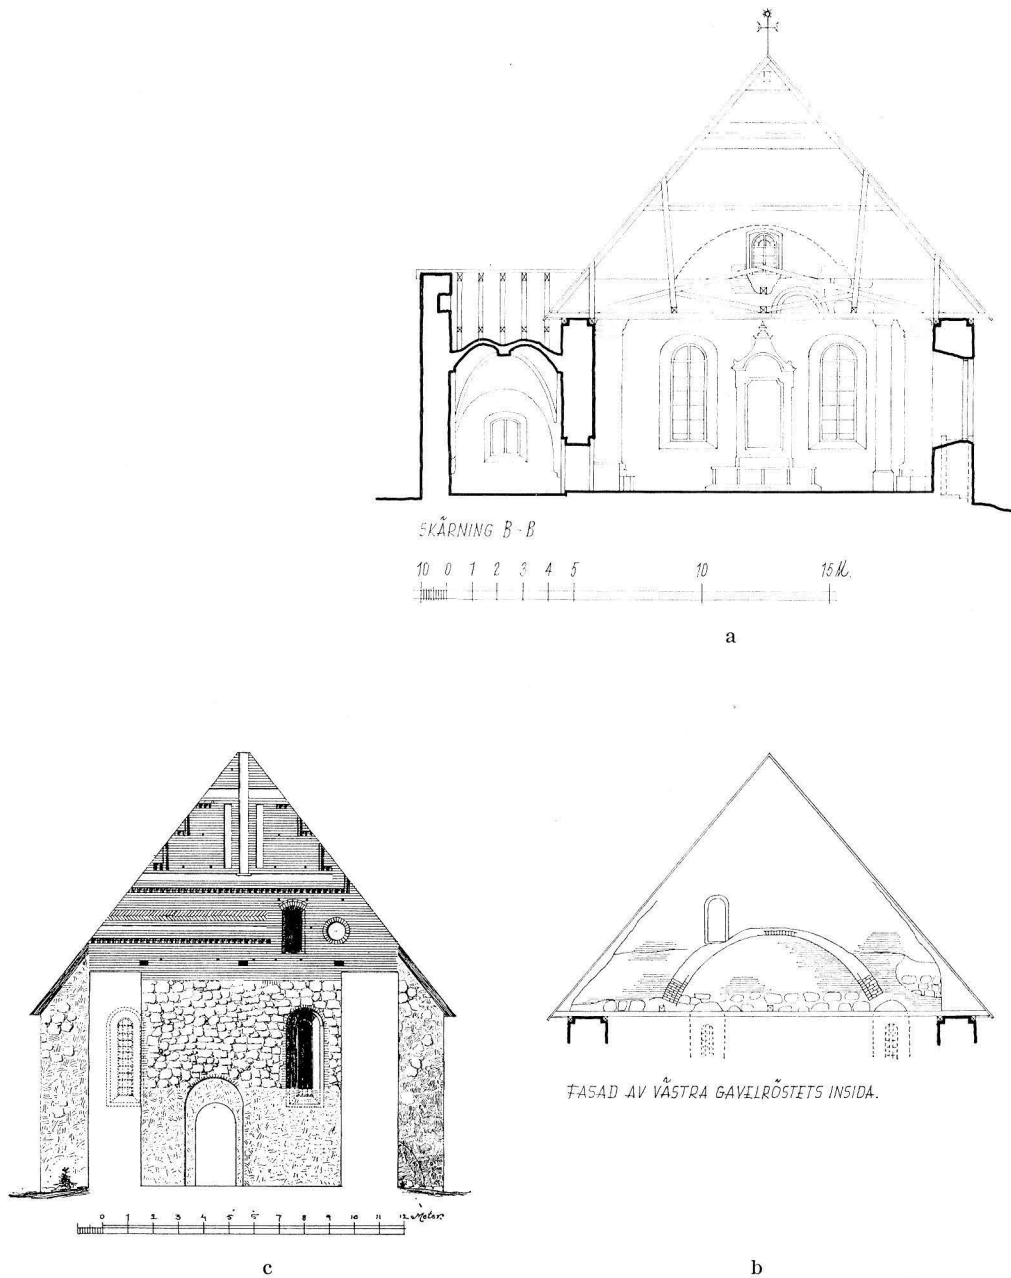 SKÄRNING B-B
10 0 1 2 3 4 5 10 15 M.
a
FASAD AV VÄSTRA GAVELRÖSTETS INSIDA.
0 1 2 3 4 5 6 7 8 9 10 11 12 Meter.
c b